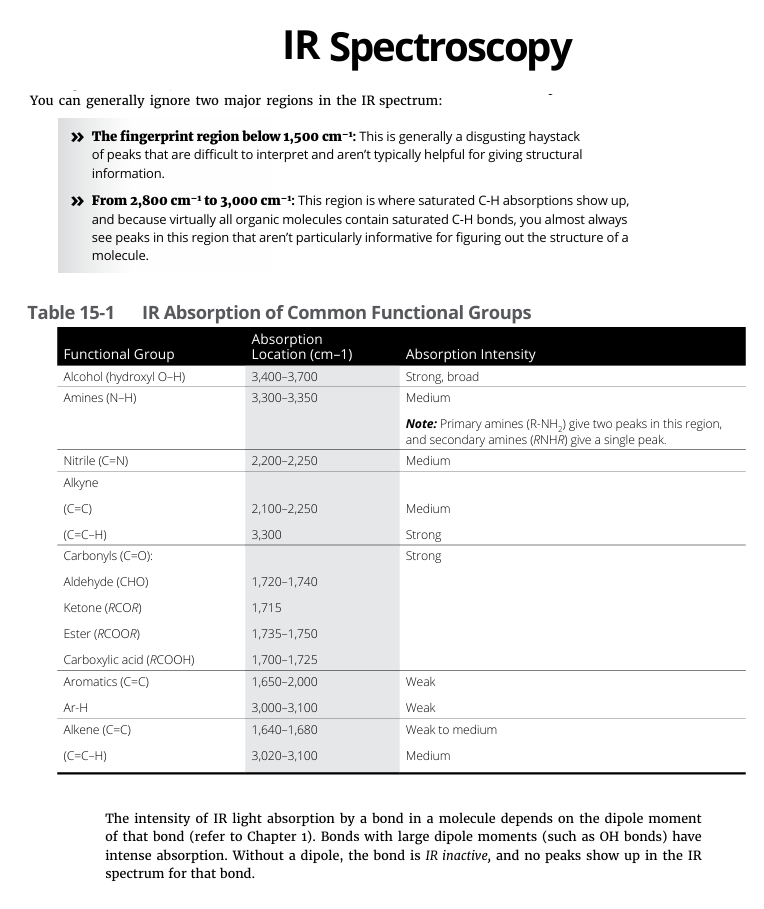 IR Spectroscopy
You can generally ignore two major regions in the IR spectrum:
» The fingerprint region below 1,500 cm⁻¹: This is generally a disgusting haystack
of peaks that are difficult to interpret and aren't typically helpful for giving structural
information.
» From 2,800 cm⁻¹ to 3,000 cm⁻¹: This region is where saturated C-H absorptions show up,
and because virtually all organic molecules contain saturated C-H bonds, you almost always
see peaks in this region that aren't particularly informative for figuring out the structure of a
molecule.
Table 15-1 IR Absorption of Common Functional Groups
Functional Group Absorption Location (cm–1) Absorption Intensity
Alcohol (hydroxyl O–H) 3,400–3,700 Strong, broad
Amines (N–H) 3,300–3,350 Medium
Note: Primary amines (R-NH₂) give two peaks in this region,
and secondary amines (RNHR) give a single peak.
Nitrile (C=N) 2,200–2,250 Medium
Alkyne
(C=C) 2,100–2,250 Medium
(C=C–H) 3,300 Strong
Carbonyls (C=O): Strong
Aldehyde (CHO) 1,720–1,740
Ketone (RCOR) 1,715
Ester (RCOOR) 1,735–1,750
Carboxylic acid (RCOOH) 1,700–1,725
Aromatics (C=C) 1,650–2,000 Weak
Ar-H 3,000–3,100 Weak
Alkene (C=C) 1,640–1,680 Weak to medium
(C=C–H) 3,020–3,100 Medium
The intensity of IR light absorption by a bond in a molecule depends on the dipole moment
of that bond (refer to Chapter 1). Bonds with large dipole moments (such as OH bonds) have
intense absorption. Without a dipole, the bond is IR inactive, and no peaks show up in the IR
spectrum for that bond.